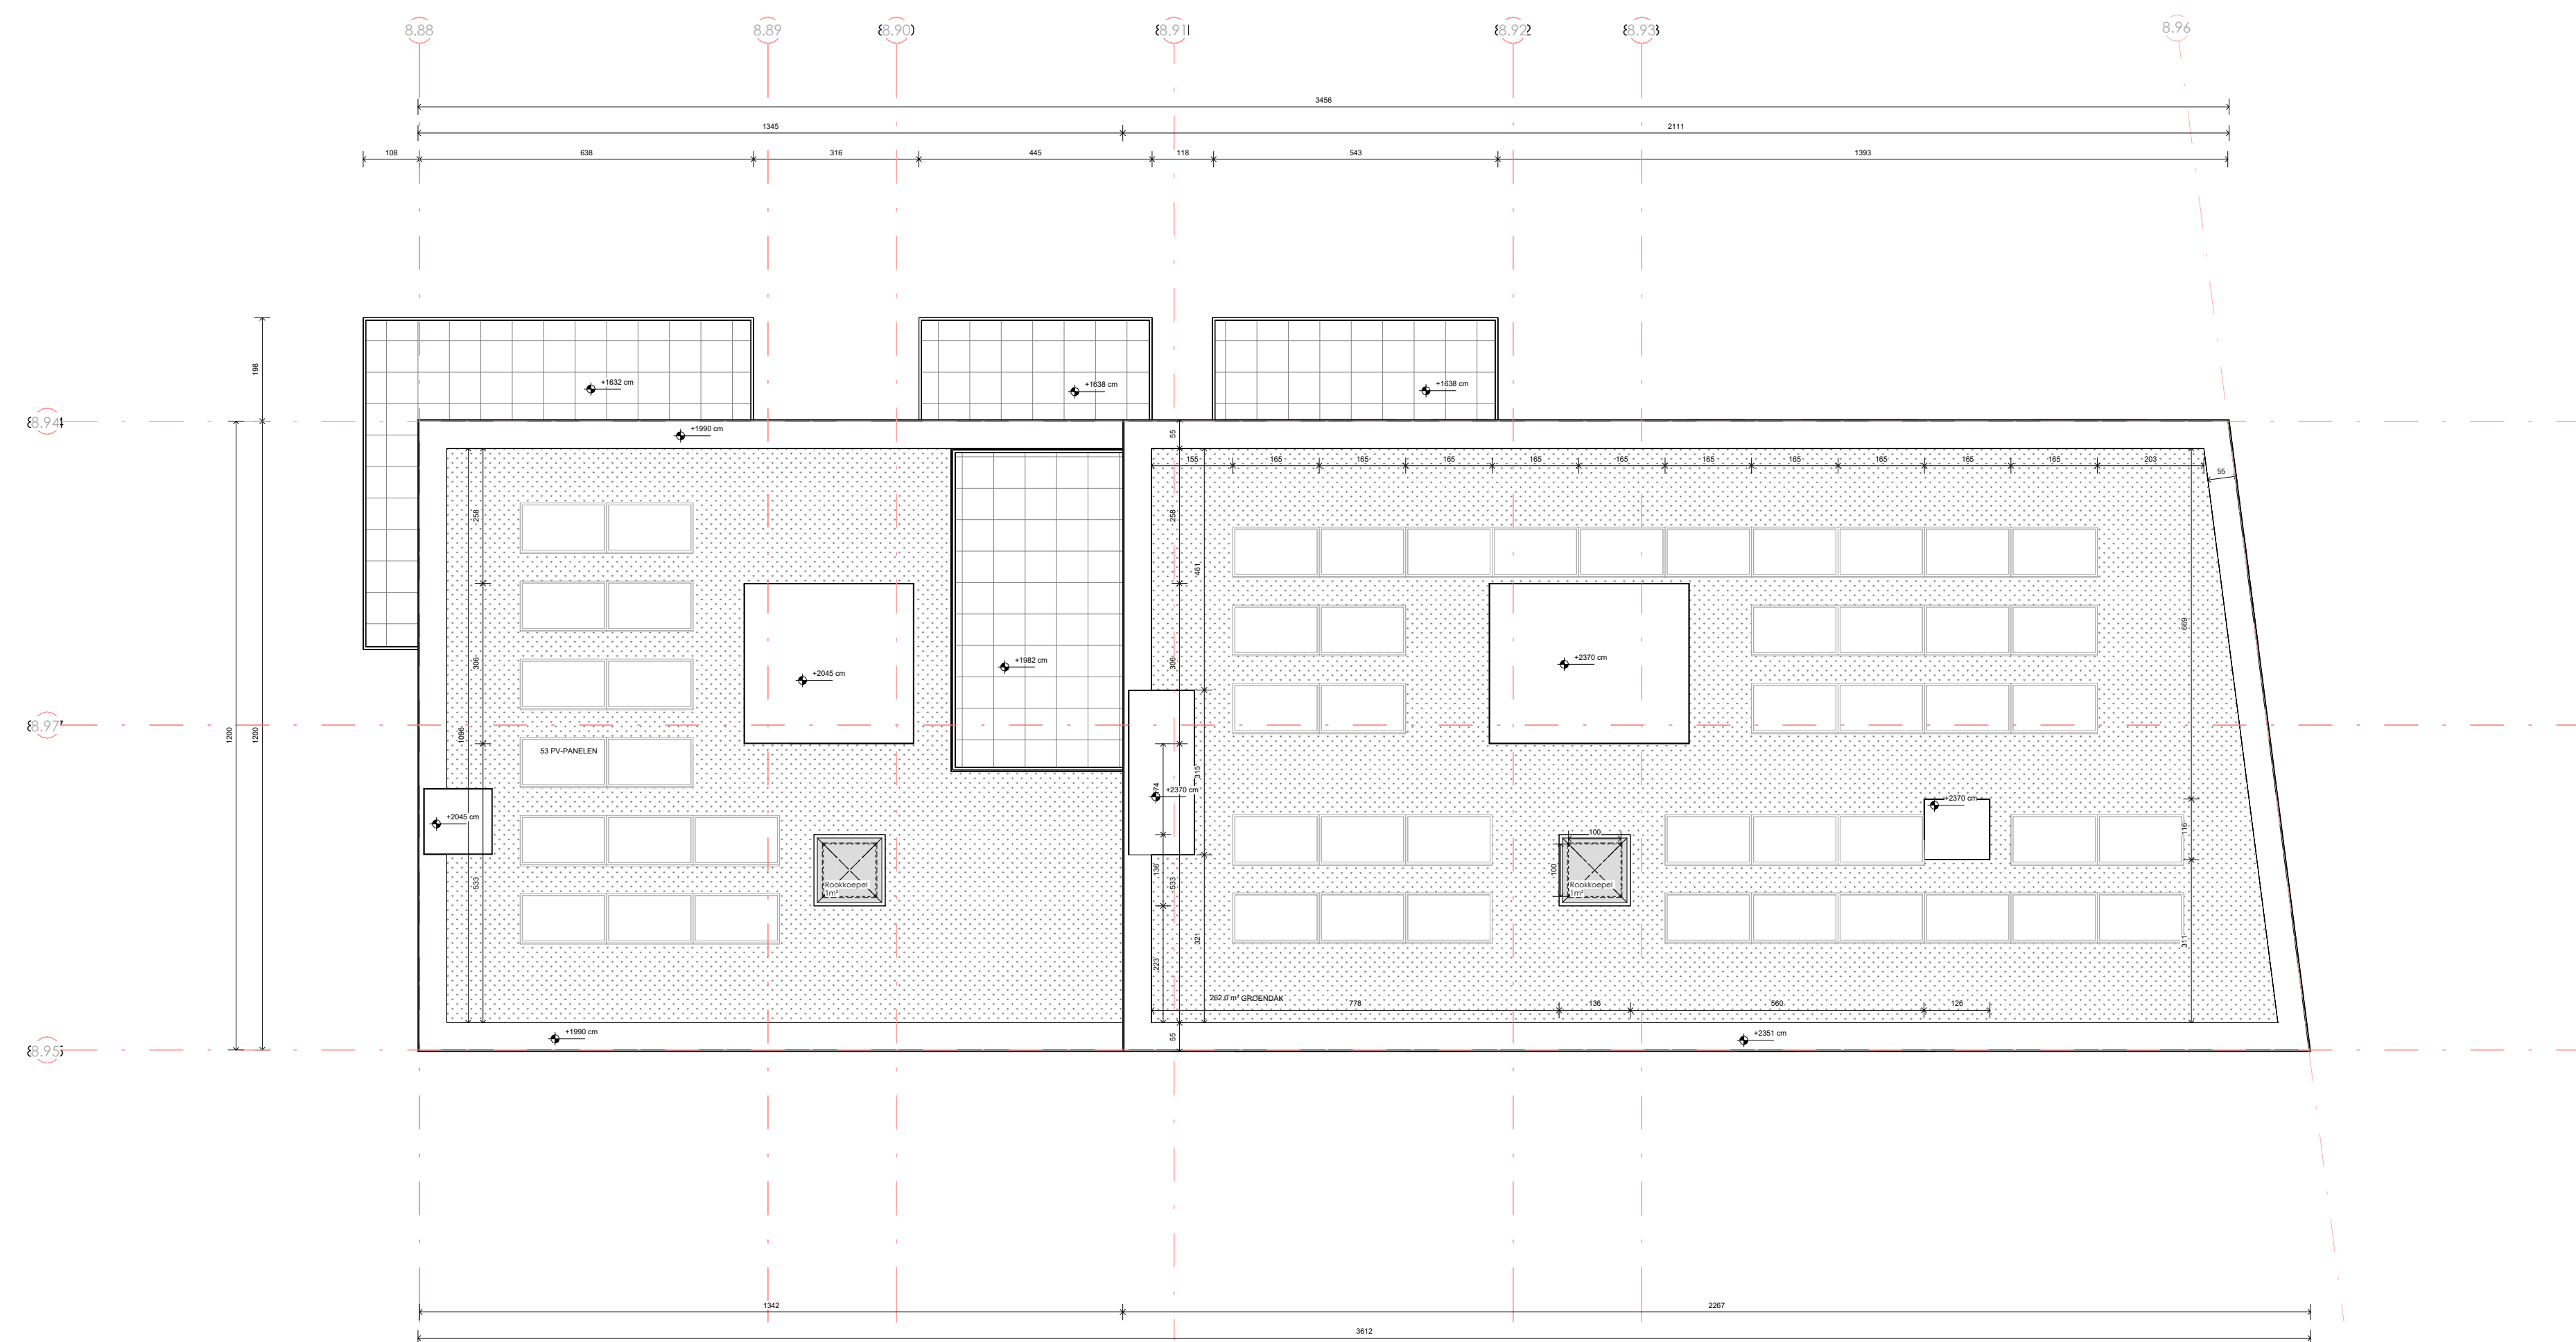 8.88 8.89 8.90 8.91 8.92 8.93 8.96
3456
1345 2111
108 638 316 445 118 543 1393
198
+1632 cm +1638 cm +1638 cm
8.94
+1990 cm
55
155 165 165 165 165 165 165 165 165 165 165 203
55
258 258
461
669
306 306
+1982 cm +2370 cm
+2045 cm
8.97
1200 1200 1096
53 PV-PANELEN
315
74
+2370 cm
+2370 cm
+2045 cm
100
116
100
136
533 533
Rookkoepel
1m²
Rookkoepel
1m²
321
311
223
262.0 m² GROENDAK
778 136 560 126
+1990 cm
+2351 cm
55
8.95
1342 2267
3612